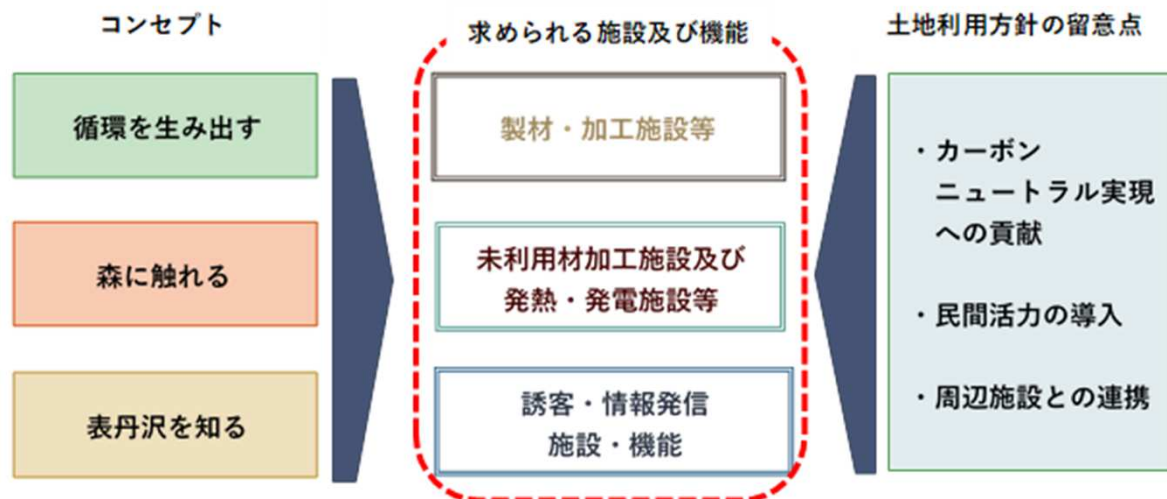 コンセプト
循環を生み出す
森に触れる
表丹沢を知る
求められる施設及び機能
製材・加工施設等
未利用材加工施設及び
発熱・発電施設等
誘客・情報発信
施設・機能
土地利用方針の留意点
・カーボン
ニュートラル実現
への貢献
・民間活力の導入
・周辺施設との連携